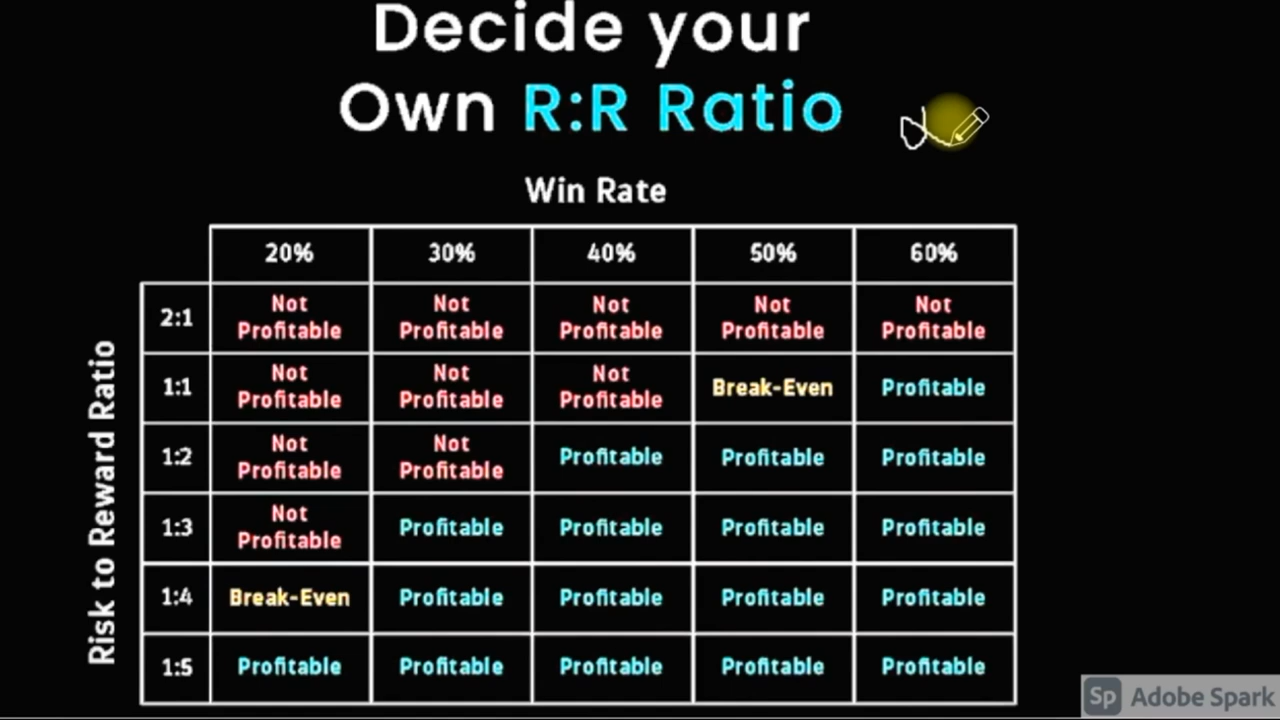 Decide your
Own R:R Ratio
Win Rate
20% 30% 40% 50% 60%
Risk to Reward Ratio
2:1 Not Profitable Not Profitable Not Profitable Not Profitable Not Profitable
1:1 Not Profitable Not Profitable Not Profitable Break-Even Profitable
1:2 Not Profitable Not Profitable Profitable Profitable Profitable
1:3 Not Profitable Profitable Profitable Profitable Profitable
1:4 Break-Even Profitable Profitable Profitable Profitable
1:5 Profitable Profitable Profitable Profitable Profitable
Sp Adobe Spark